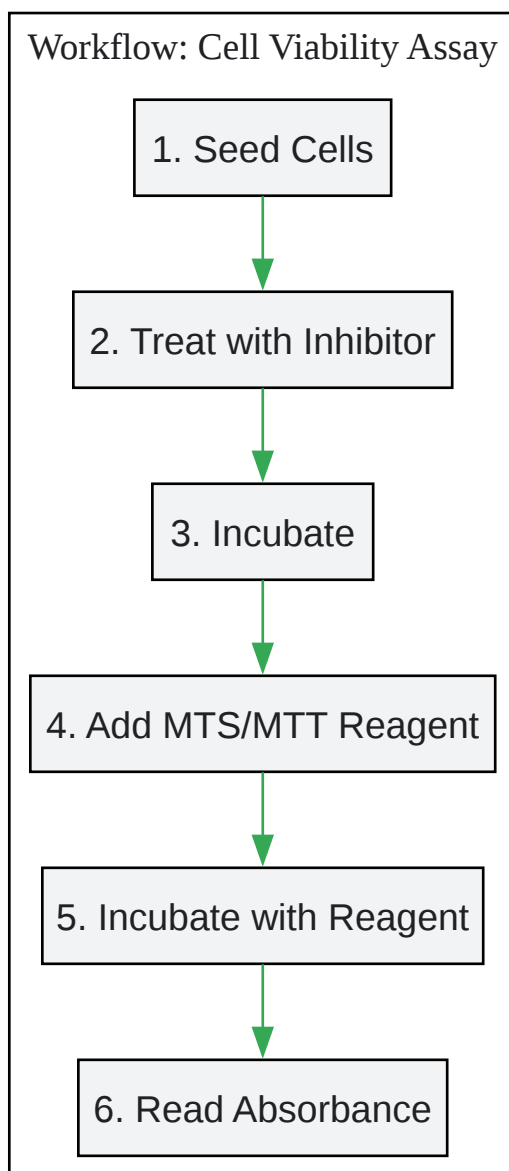 Workflow: Cell Viability Assay
1. Seed Cells
2. Treat with Inhibitor
3. Incubate
4. Add MTS/MTT Reagent
5. Incubate with Reagent
6. Read Absorbance